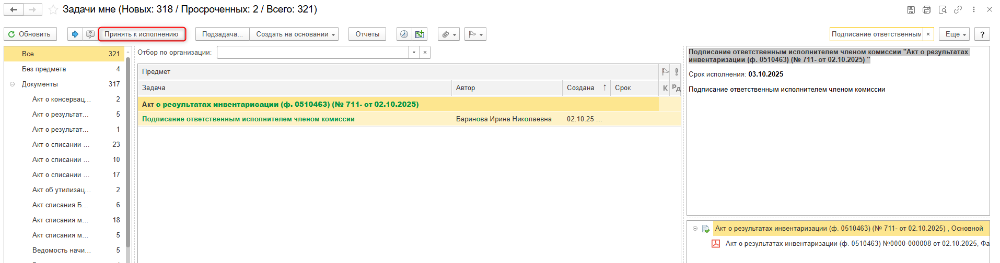 Задачи мне (Новых: 318 / Просроченных: 2 / Всего: 321)
Обновить
Принять к исполнению
Подзадача...
Создать на основании
Отчеты
Подписание ответственным
×
Еще
?
Все 321
Без предмета 4
Документы 317
Акт о консервац... 2
Акт о результат... 5
Акт о результат... 1
Акт о списании ... 23
Акт о списании ... 10
Акт о списании ... 17
Акт об утилизац... 2
Акт списания Б... 6
Акт списания м... 18
Акт списания м... 5
Ведомость начи... 5
Отбор по организации:
×
Предмет
Задача Автор Создана ↑ Срок К Рд
Акт о результатах инвентаризации (ф. 0510463) (№ 711- от 02.10.2025)
Подписание ответственным исполнителем членом комиссии Баринова Ирина Николаевна 02.10.25 ...
Подписание ответственным исполнителем членом комиссии "Акт о результатах
инвентаризации (ф. 0510463) (№ 711- от 02.10.2025) "
Срок исполнения: 03.10.2025
Подписание ответственным исполнителем членом комиссии
Акт о результатах инвентаризации (ф. 0510463) (№ 711- от 02.10.2025) , Основной
Акт о результатах инвентаризации (ф. 0510463) №0000-000008 от 02.10.2025, Фа